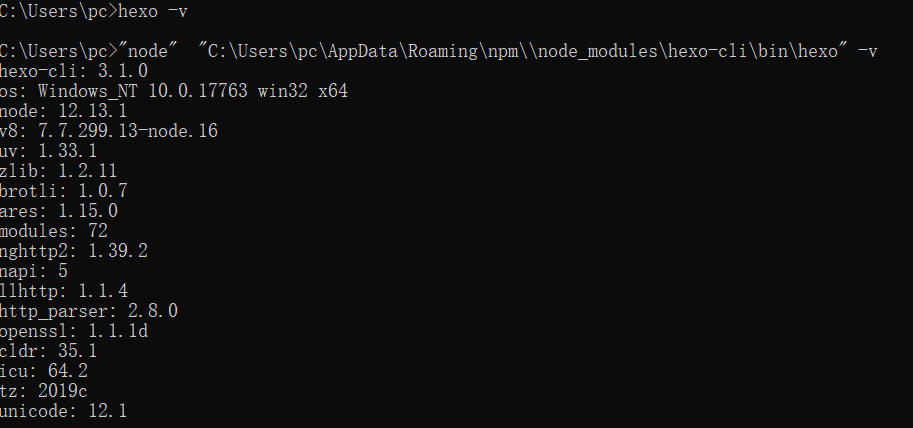 C:\Users\pc>hexo -v
C:\Users\pc>"node"  "C:\Users\pc\AppData\Roaming\npm\\node_modules\hexo-cli\bin\hexo" -v
hexo-cli: 3.1.0
os: Windows_NT 10.0.17763 win32 x64
node: 12.13.1
v8: 7.7.299.13-node.16
uv: 1.33.1
zlib: 1.2.11
brotli: 1.0.7
ares: 1.15.0
modules: 72
nghttp2: 1.39.2
napi: 5
llhttp: 1.1.4
http_parser: 2.8.0
openssl: 1.1.1d
cldr: 35.1
icu: 64.2
tz: 2019c
unicode: 12.1